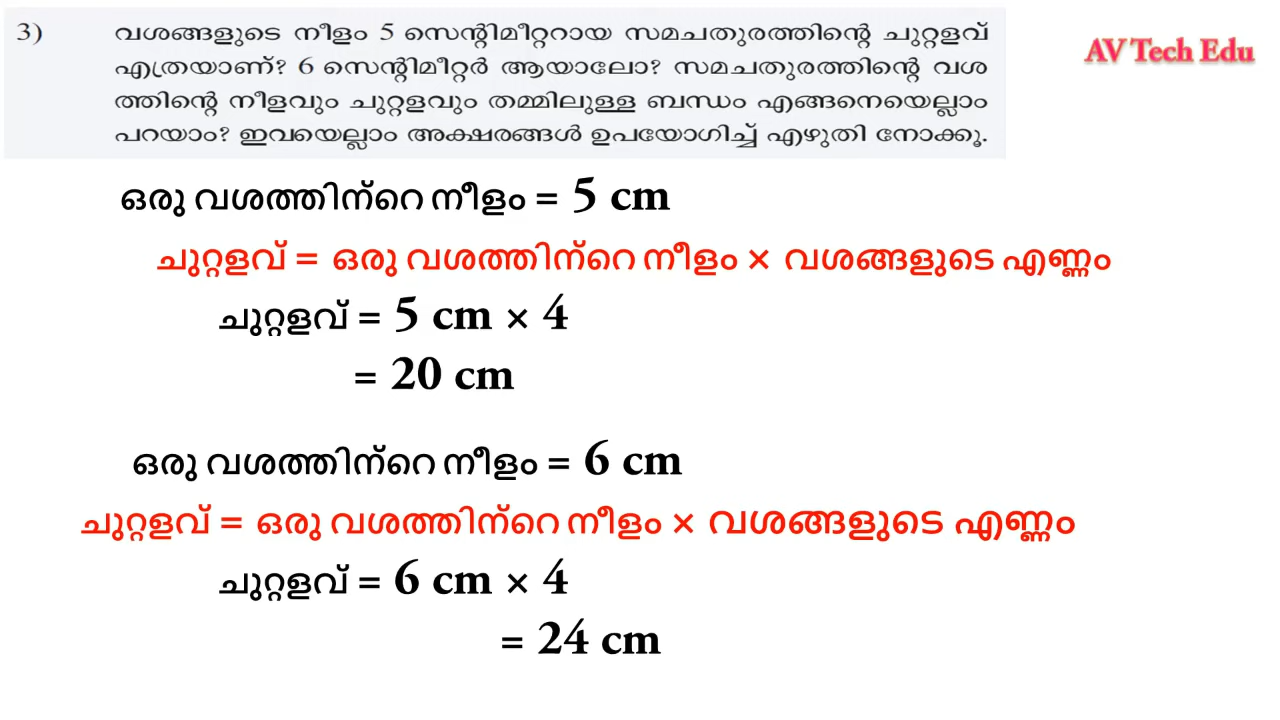 3) വശങ്ങളുടെ നീളം 5 സെന്റിമീറ്ററായ സമചതുരത്തിന്റെ ചുറ്റളവ്
AV Tech Edu
എത്രയാണ്? 6 സെന്റിമീറ്റർ ആയാലോ? സമചതുരത്തിന്റെ വശ
ത്തിന്റെ നീളവും ചുറ്റളവും തമ്മിലുള്ള ബന്ധം എങ്ങനെയെല്ലാം
പറയാം? ഇവയെല്ലാം അക്ഷരങ്ങൾ ഉപയോഗിച്ച് എഴുതി നോക്കൂ.
ഒരു വശത്തിന്റെ നീളം = 5 cm
ചുറ്റളവ് = ഒരു വശത്തിന്റെ നീളം × വശങ്ങളുടെ എണ്ണം
ചുറ്റളവ് = 5 cm × 4
= 20 cm
ഒരു വശത്തിന്റെ നീളം = 6 cm
ചുറ്റളവ് = ഒരു വശത്തിന്റെ നീളം × വശങ്ങളുടെ എണ്ണം
ചുറ്റളവ് = 6 cm × 4
= 24 cm